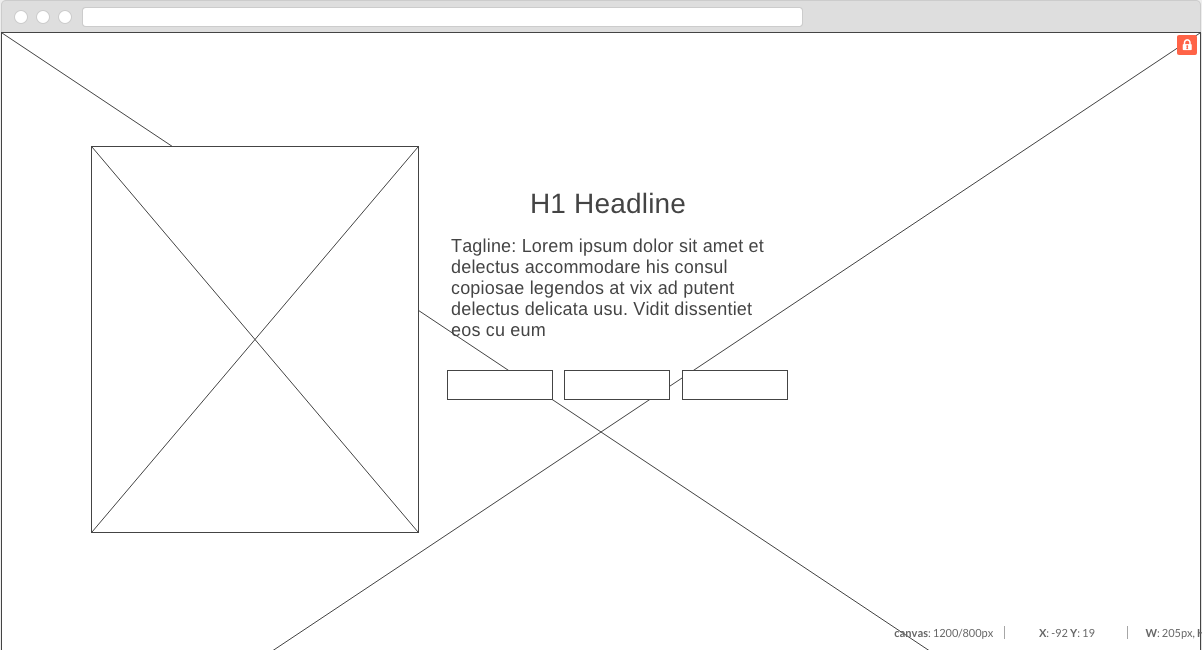 H1 Headline
Tagline: Lorem ipsum dolor sit amet et
delectus accommodare his consul
copiosae legendos at vix ad putent
delectus delicata usu. Vidit dissentiet
eos cu eum
canvas: 1200/800px X: -92 Y: 19 W: 205px,